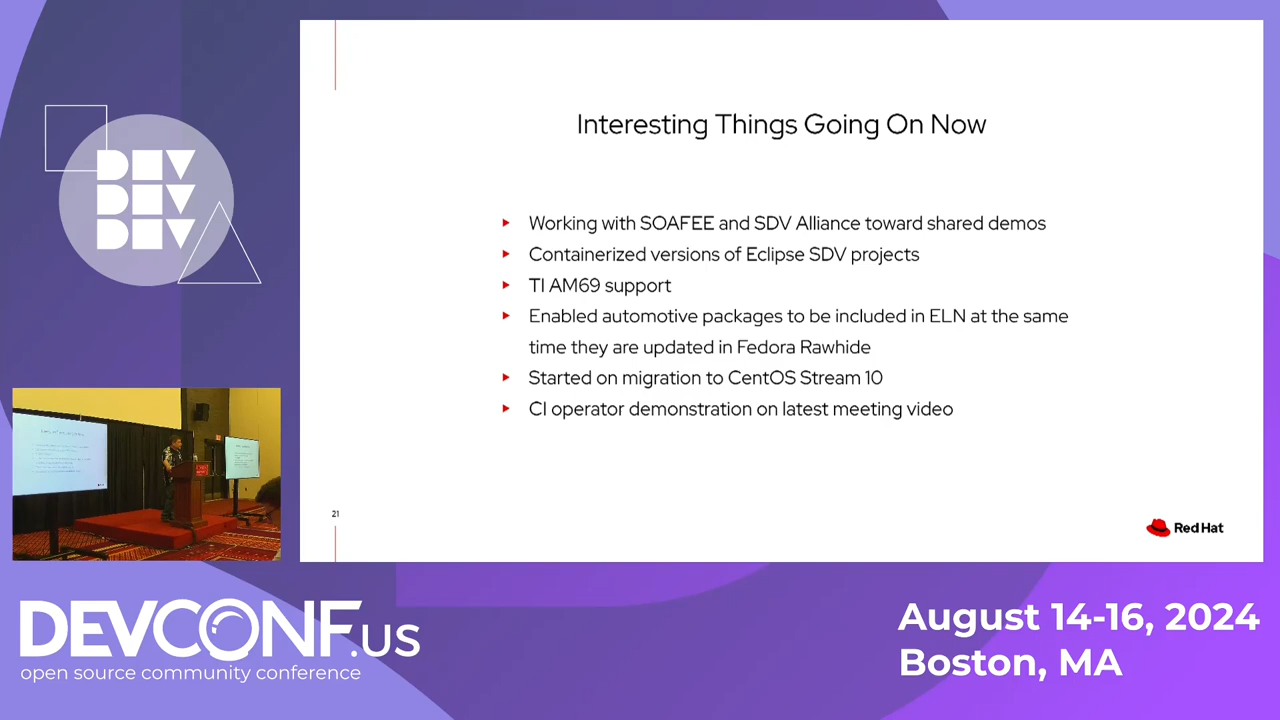 DEV
DEV
DEV
Interesting Things Going On Now
Working with SOAFEE and SDV Alliance toward shared demos
Containerized versions of Eclipse SDV projects
TI AM69 support
Enabled automotive packages to be included in ELN at the same
time they are updated in Fedora Rawhide
Started on migration to CentOS Stream 10
CI operator demonstration on latest meeting video
21
Red Hat
DEVCONF.US
open source community conference
August 14-16, 2024
Boston, MA